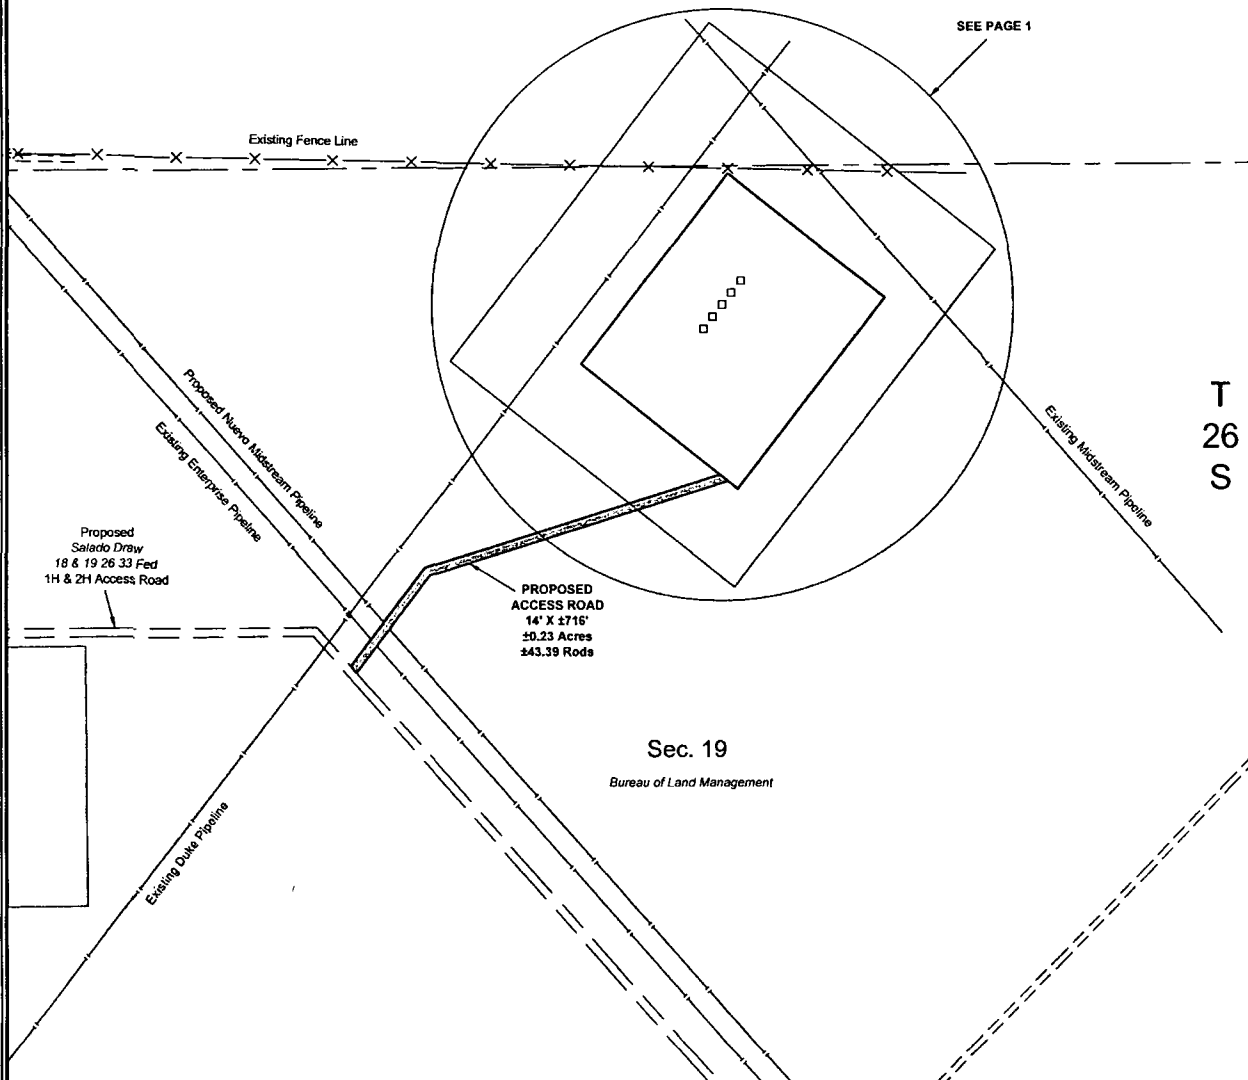 SEE PAGE 1
Existing Fence Line
T
26
S
Proposed Nuevo Midstream Pipeline
Existing Enterprise Pipeline
Existing Midstream Pipeline
Proposed
Salado Draw
18 & 19 26 33 Fed
1H & 2H Access Road
PROPOSED
ACCESS ROAD
14' X ±716'
±0.23 Acres
±43.39 Rods
Sec. 19
Bureau of Land Management
Existing Duke Pipeline